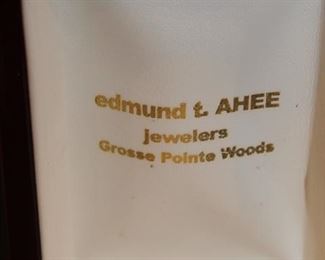 edmund t. AHEE
jewelers
Grosse Pointe Woods